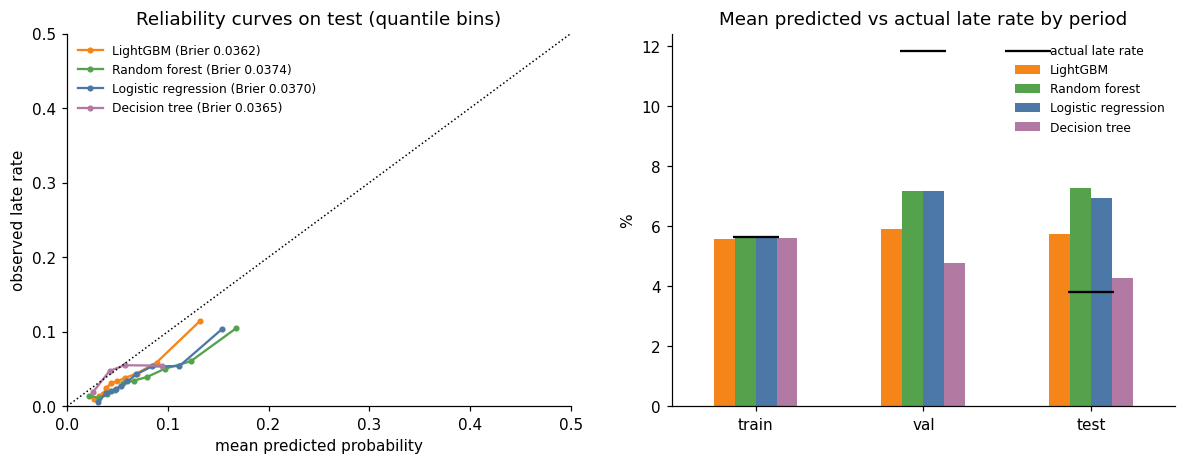 Reliability curves on test (quantile bins)
0.5
0.4
0.3
0.2
0.1
0.0
observed late rate
LightGBM (Brier 0.0362)
Random forest (Brier 0.0374)
Logistic regression (Brier 0.0370)
Decision tree (Brier 0.0365)
0.0 0.1 0.2 0.3 0.4 0.5
mean predicted probability
Mean predicted vs actual late rate by period
12
10
8
6
4
2
0
%
actual late rate
LightGBM
Random forest
Logistic regression
Decision tree
train val test